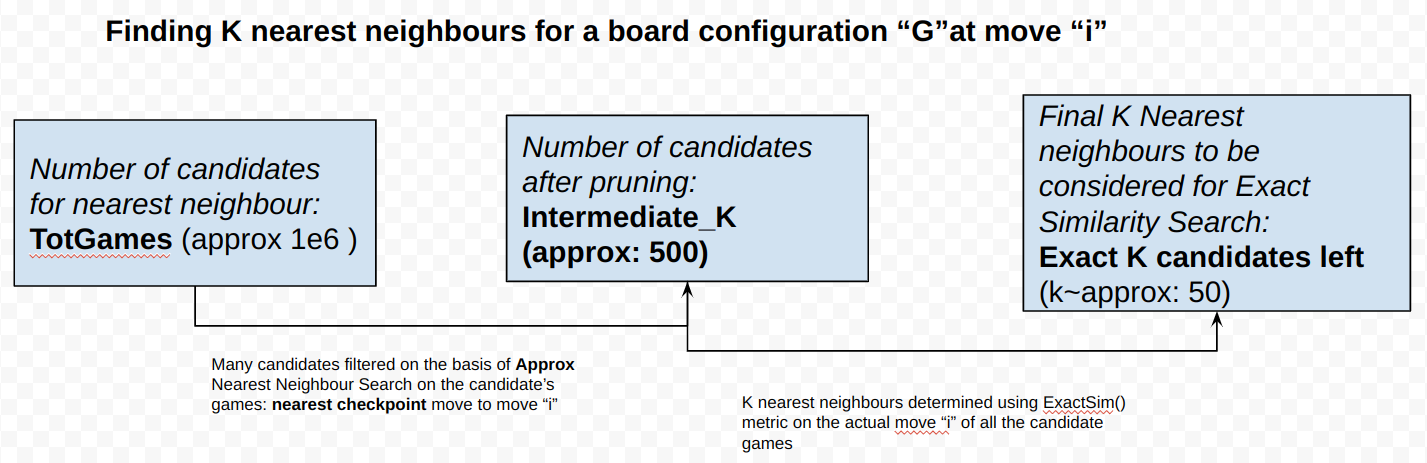 Finding K nearest neighbours for a board configuration “G”at move “i”
Number of candidates
for nearest neighbour:
TotGames (approx 1e6 )
Number of candidates
after pruning:
Intermediate_K
(approx: 500)
Final K Nearest
neighbours to be
considered for Exact
Similarity Search:
Exact K candidates left
(k~approx: 50)
Many candidates filtered on the basis of Approx
Nearest Neighbour Search on the candidate’s
games: nearest checkpoint move to move “i”
K nearest neighbours determined using ExactSim()
metric on the actual move “i” of all the candidate
games